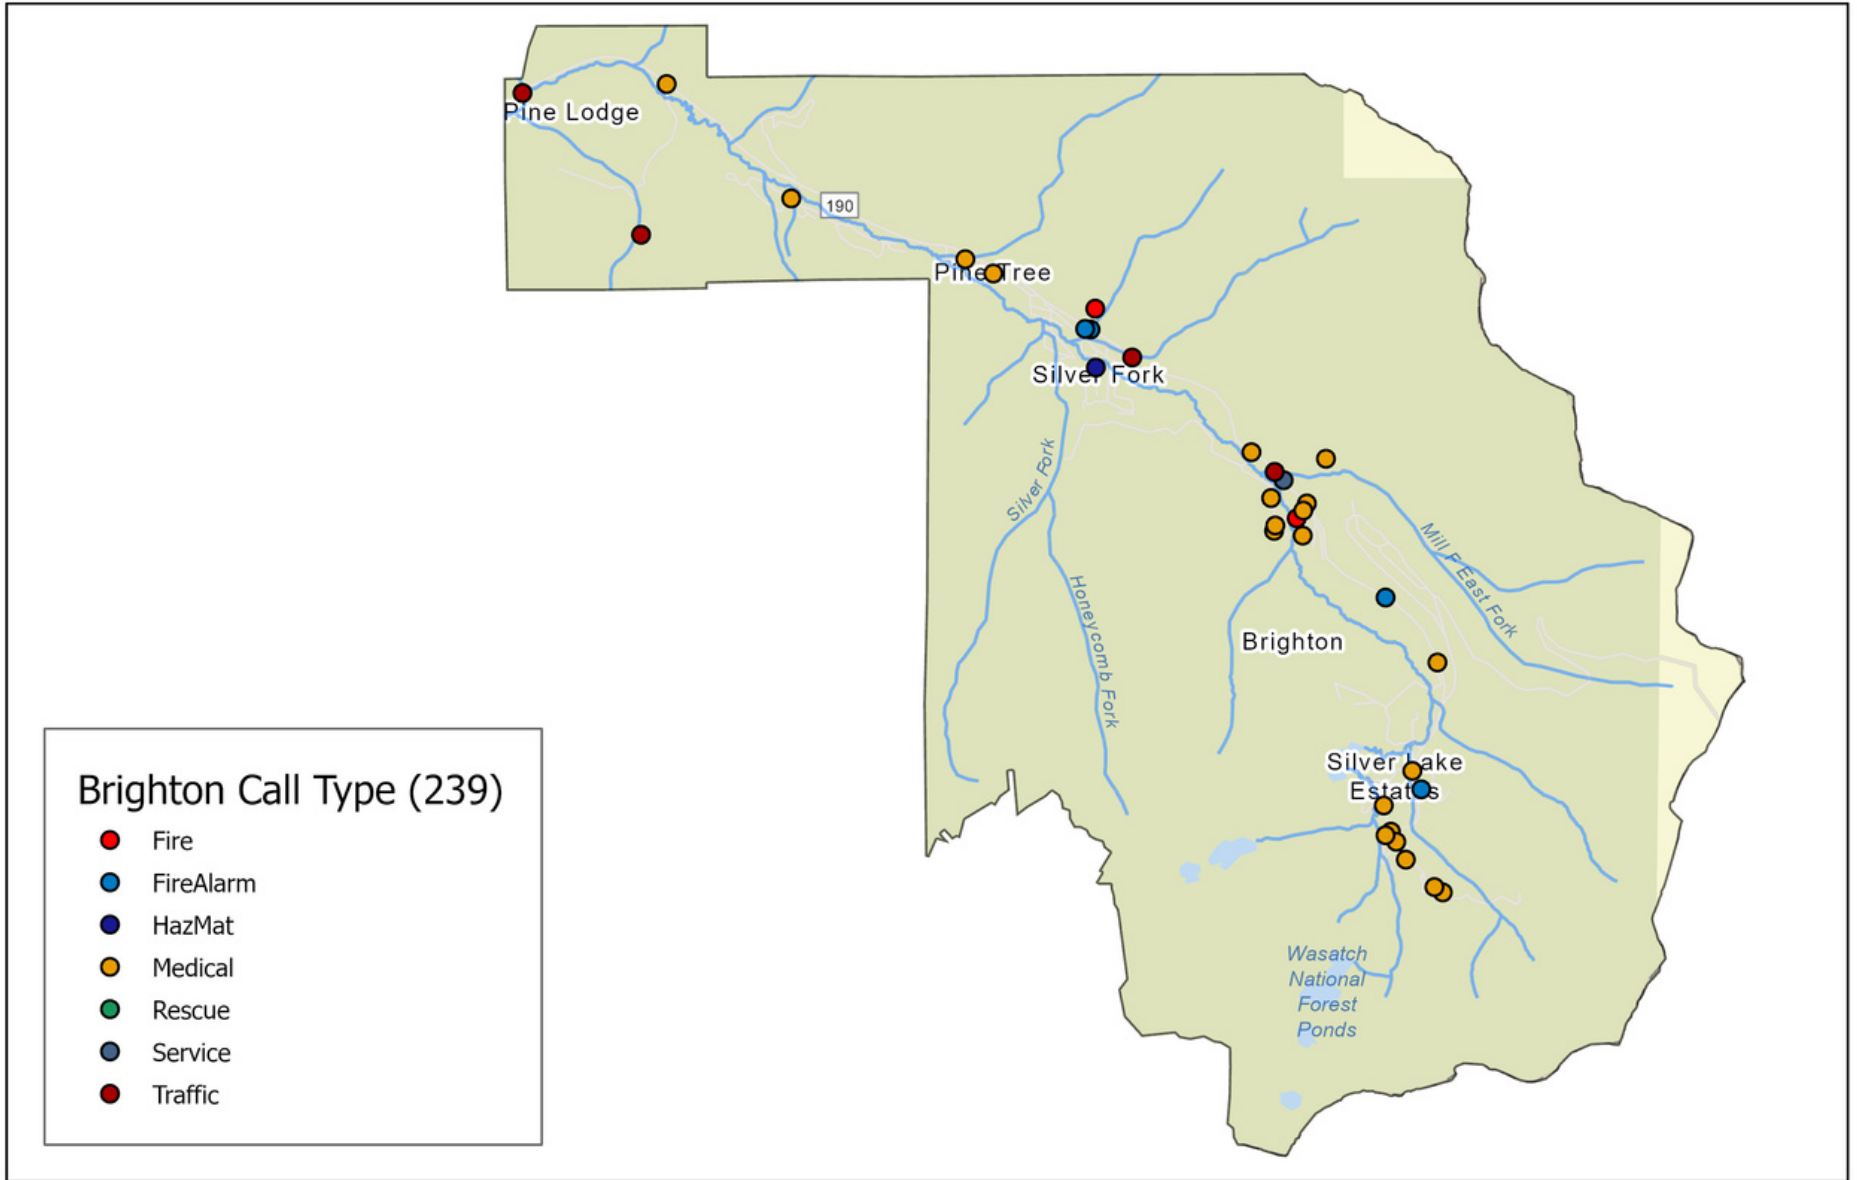 Pine Lodge
190
Pine Tree
Silver Fork
Silver Fork
Honeycomb Fork
Mill F East Fork
Brighton
Silver Lake
Estates
Wasatch
National
Forest
Ponds
Brighton Call Type (239)
Fire
FireAlarm
HazMat
Medical
Rescue
Service
Traffic